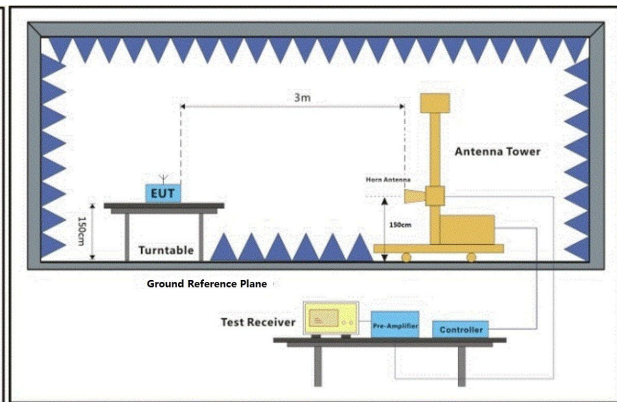 3m
Antenna Tower
Horn Antenna
EUT
150cm
150cm
Turntable
Ground Reference Plane
Test Receiver
Pre-Amplifier
Controller